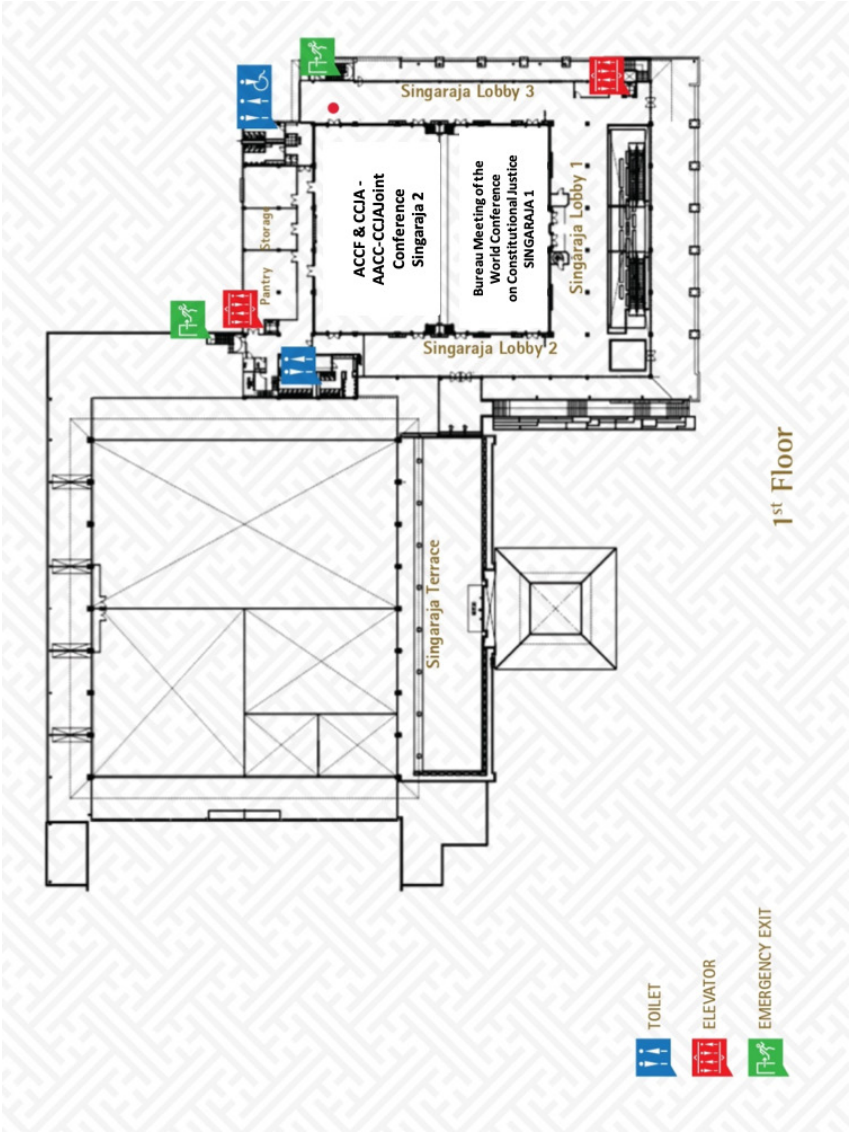 Singaraja Lobby 3
ACCF & CCJA -
AACC-CCJAJoint
Conference
Singaraja 2
Bureau Meeting of the
World Conference
on Constitutional Justice
SINGARAJA 1
Singaraja Lobby 1
Storage
Pantry
Singaraja Lobby 2
Singaraja Terrace
1st Floor
TOILET
ELEVATOR
EMERGENCY EXIT